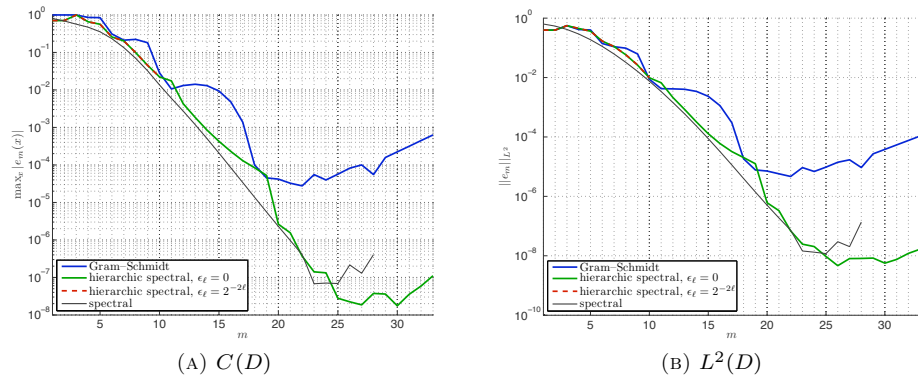 10^0
10^{-1}
10^{-2}
10^{-3}
10^{-4}
10^{-5}
10^{-6}
10^{-7}
10^{-8}
max_x |e_m(x)|
Gram–Schmidt
hierarchic spectral, ϵ_ℓ = 0
hierarchic spectral, ϵ_ℓ = 2^{-2ℓ}
spectral
5 10 15 20 25 30
m
(A) C(D)
10^0
10^{-2}
10^{-4}
10^{-6}
10^{-8}
10^{-10}
||e_m||_{L^2}
Gram–Schmidt
hierarchic spectral, ϵ_ℓ = 0
hierarchic spectral, ϵ_ℓ = 2^{-2ℓ}
spectral
5 10 15 20 25 30
m
(B) L^2(D)